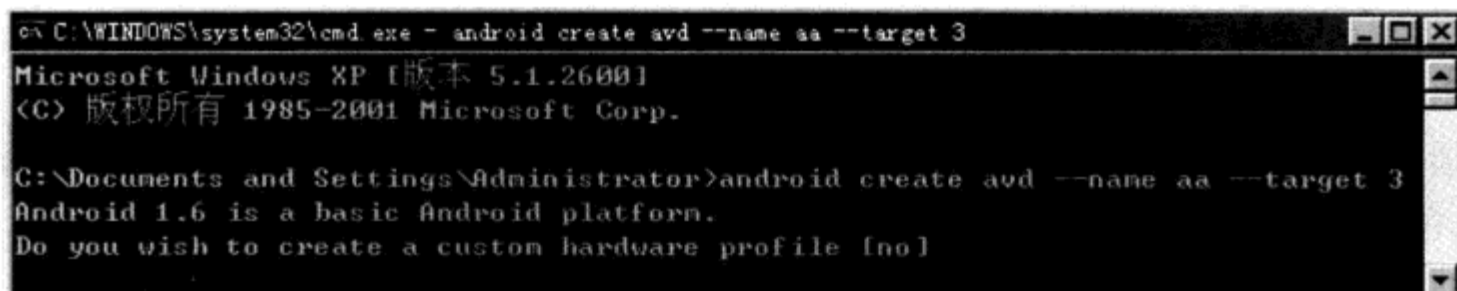 C:\WINDOWS\system32\cmd.exe - android create avd --name aa --target 3
Microsoft Windows XP [版本 5.1.2600]
(C) 版权所有 1985-2001 Microsoft Corp.
C:\Documents and Settings\Administrator>android create avd --name aa --target 3
Android 1.6 is a basic Android platform.
Do you wish to create a custom hardware profile [no]